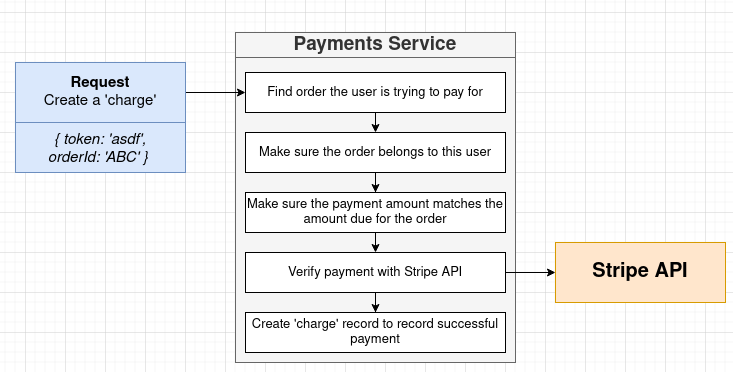 Payments Service
Request
Create a 'charge'
{ token: 'asdf',
orderId: 'ABC' }
Find order the user is trying to pay for
Make sure the order belongs to this user
Make sure the payment amount matches the
amount due for the order
Verify payment with Stripe API
Stripe API
Create 'charge' record to record successful
payment